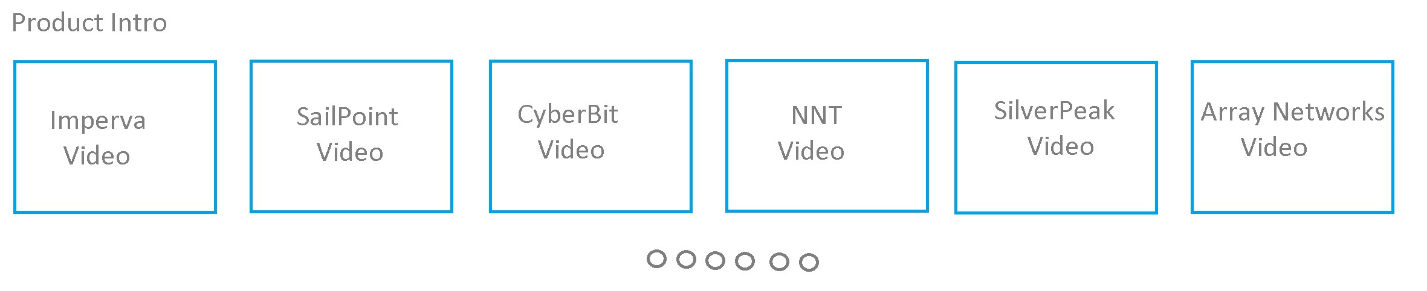 Product Intro
Imperva
Video
SailPoint
Video
CyberBit
Video
NNT
Video
SilverPeak
Video
Array Networks
Video